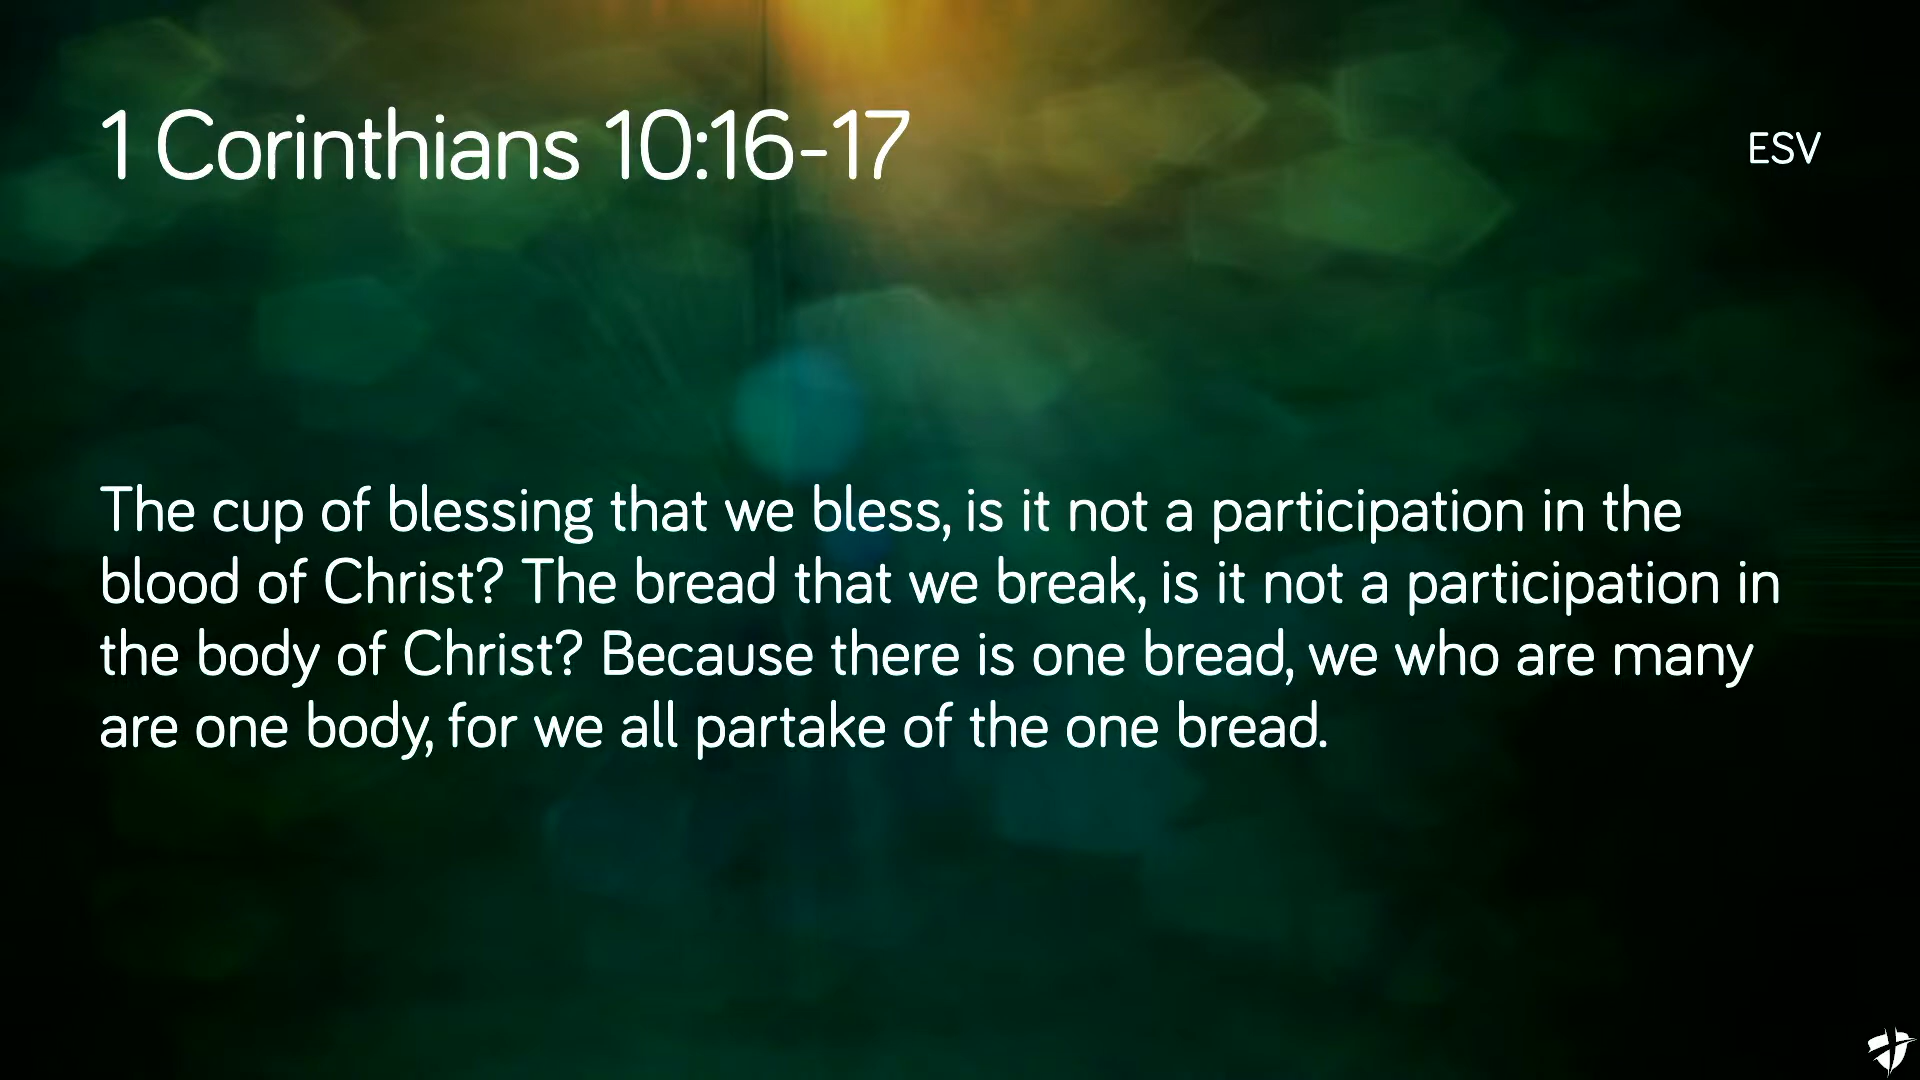 1 Corinthians 10:16-17
ESV
The cup of blessing that we bless, is it not a participation in the
blood of Christ? The bread that we break, is it not a participation in
the body of Christ? Because there is one bread, we who are many
are one body, for we all partake of the one bread.